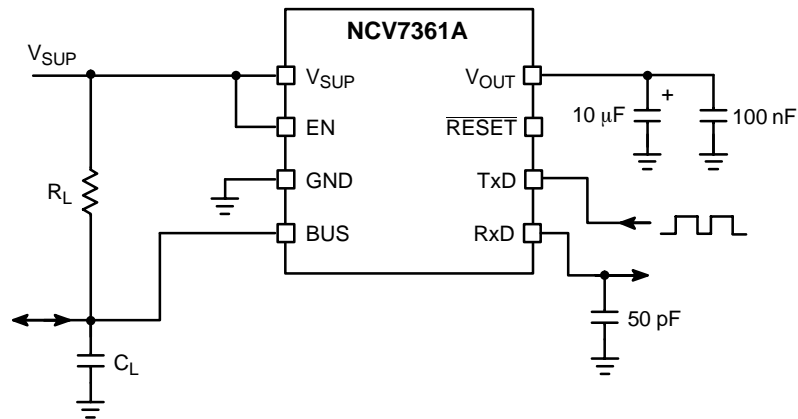 NCV7361A
V_SUP
V_SUP
V_OUT
10 μF
+
100 nF
EN
RESET
R_L
GND
TxD
BUS
RxD
50 pF
C_L